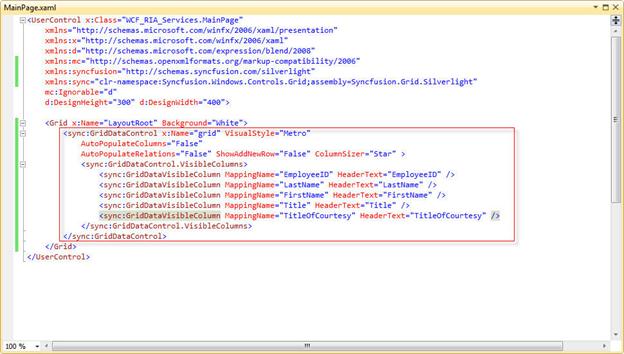 MainPage.xaml
<UserControl x:Class="WCF_RIA_Services.MainPage"
xmlns="http://schemas.microsoft.com/winfx/2006/xaml/presentation"
xmlns:x="http://schemas.microsoft.com/winfx/2006/xaml"
xmlns:d="http://schemas.microsoft.com/expression/blend/2008"
xmlns:mc="http://schemas.openxmlformats.org/markup-compatibility/2006"
xmlns:syncfusion="http://schemas.syncfusion.com/silverlight"
xmlns:sync="clr-namespace:Syncfusion.Windows.Controls.Grid;assembly=Syncfusion.Grid.Silverlight"
mc:Ignorable="d"
d:DesignHeight="300" d:DesignWidth="400">
<Grid x:Name="LayoutRoot" Background="White">
<sync:GridDataControl x:Name="grid" VisualStyle="Metro"
AutoPopulateColumns="False"
AutoPopulateRelations="False" ShowAddNewRow="False" ColumnSizer="Star" >
<sync:GridDataControl.VisibleColumns>
<sync:GridDataVisibleColumn MappingName="EmployeeID" HeaderText="EmployeeID" />
<sync:GridDataVisibleColumn MappingName="LastName" HeaderText="LastName" />
<sync:GridDataVisibleColumn MappingName="FirstName" HeaderText="FirstName" />
<sync:GridDataVisibleColumn MappingName="Title" HeaderText="Title" />
<sync:GridDataVisibleColumn MappingName="TitleOfCourtesy" HeaderText="TitleOfCourtesy" />
</sync:GridDataControl.VisibleColumns>
</sync:GridDataControl>
</Grid>
</UserControl>
100 %